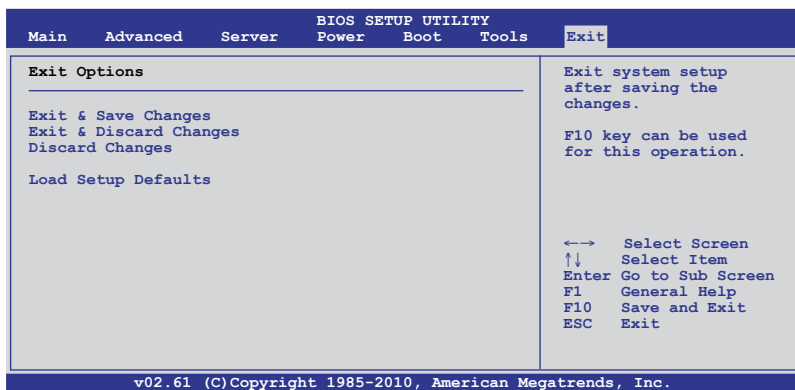 BIOS SETUP UTILITY
Main Advanced Server Power Boot Tools Exit
Exit Options
Exit & Save Changes
Exit & Discard Changes
Discard Changes
Load Setup Defaults
Exit system setup
after saving the
changes.
F10 key can be used
for this operation.
←→ Select Screen
↑↓ Select Item
Enter Go to Sub Screen
F1 General Help
F10 Save and Exit
ESC Exit
v02.61 (C)Copyright 1985-2010, American Megatrends, Inc.